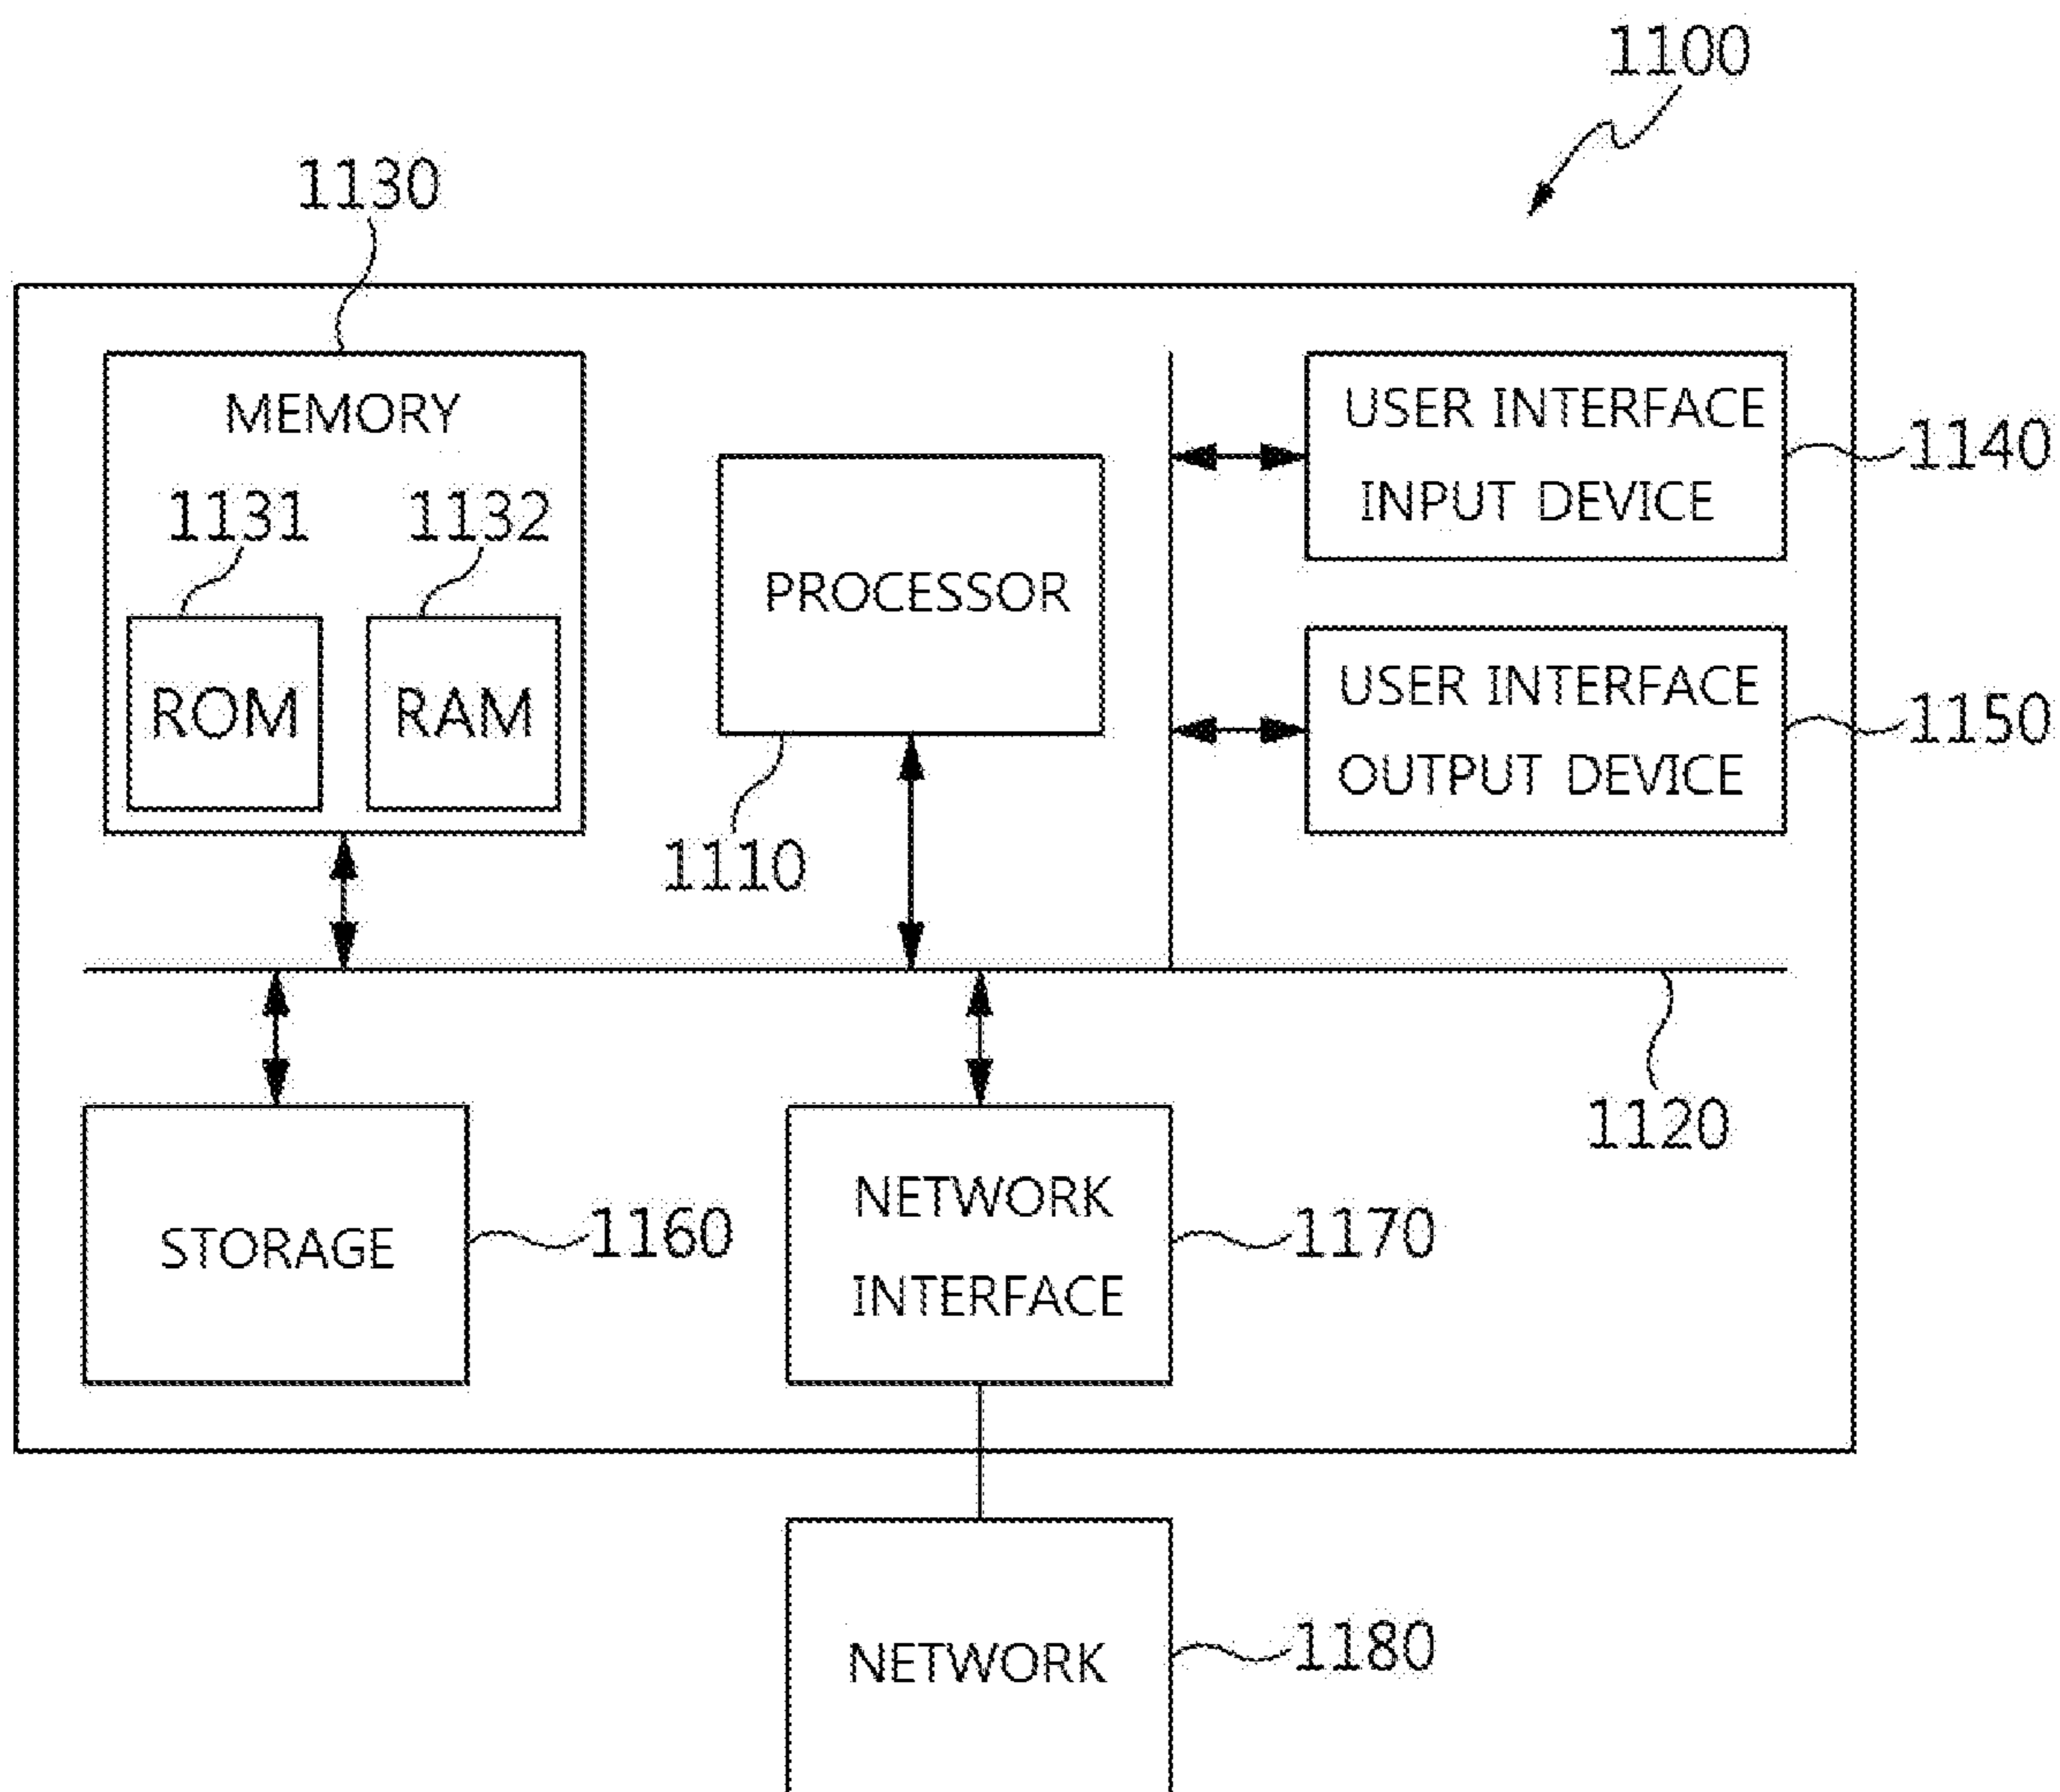 1100
1130
MEMORY
1131
1132
ROM
RAM
PROCESSOR
1110
USER INTERFACE
INPUT DEVICE
1140
USER INTERFACE
OUTPUT DEVICE
1150
1120
STORAGE
1160
NETWORK
INTERFACE
1170
NETWORK
1180